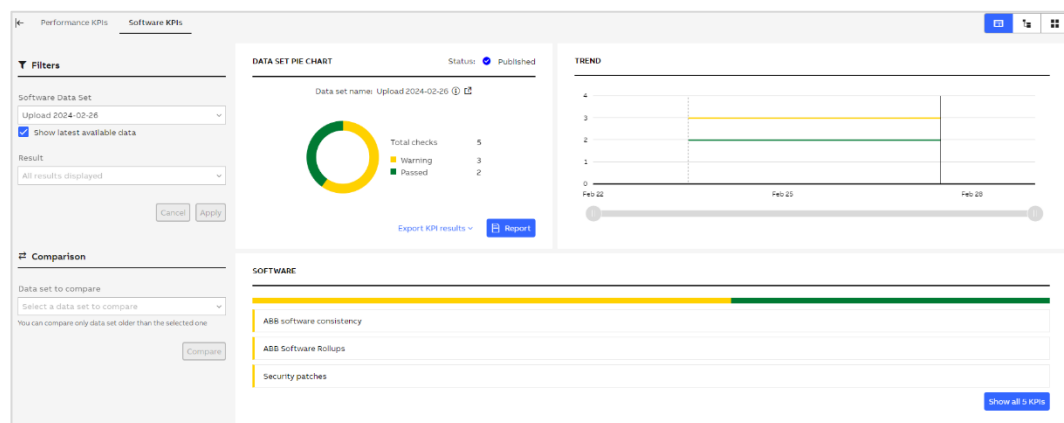 Performance KPIs Software KPIs
Filters
Software Data Set
Upload 2024-02-26
Show latest available data
Result
All results displayed
Cancel Apply
Comparison
Data set to compare
Select a data set to compare
You can compare only data set older than the selected one
Compare
DATA SET PIE CHART Status: Published
Data set name: Upload 2024-02-26
Total checks 5
Warning 3
Passed 2
Export KPI results Report
TREND
4
3
2
1
0
Feb 22 Feb 25 Feb 28
SOFTWARE
ABB software consistency
ABB Software Rollups
Security patches
Show all 5 KPIs